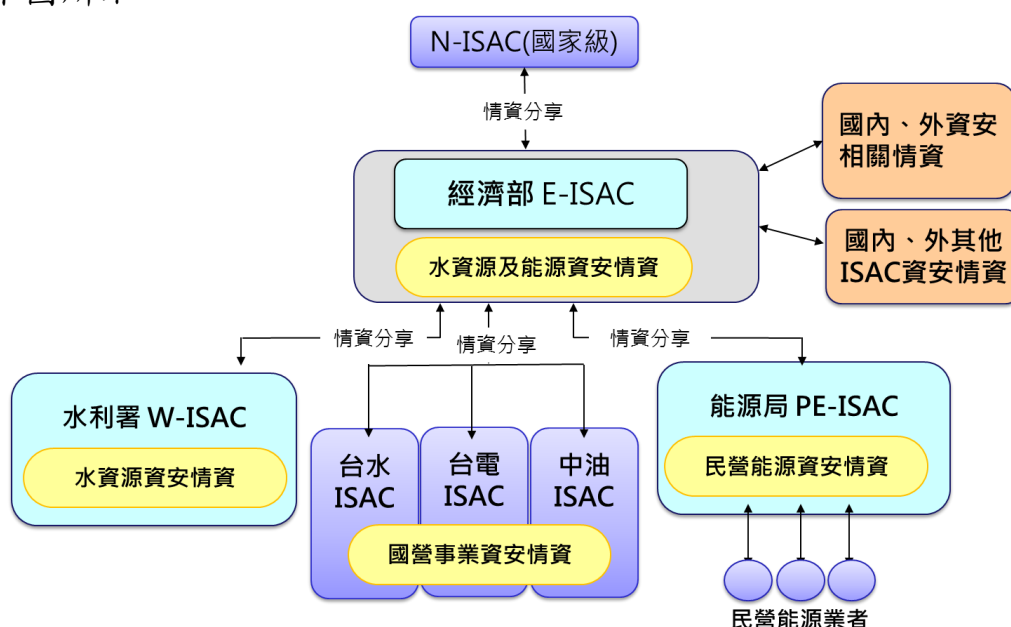 N-ISAC(國家級)
情資分享
國內、外資安
相關情資
經濟部 E-ISAC
水資源及能源資安情資
國內、外其他
ISAC資安情資
情資分享
情資分享
情資分享
水利署 W-ISAC
水資源資安情資
台水
ISAC
台電
ISAC
中油
ISAC
國營事業資安情資
能源局 PE-ISAC
民營能源資安情資
民營能源業者